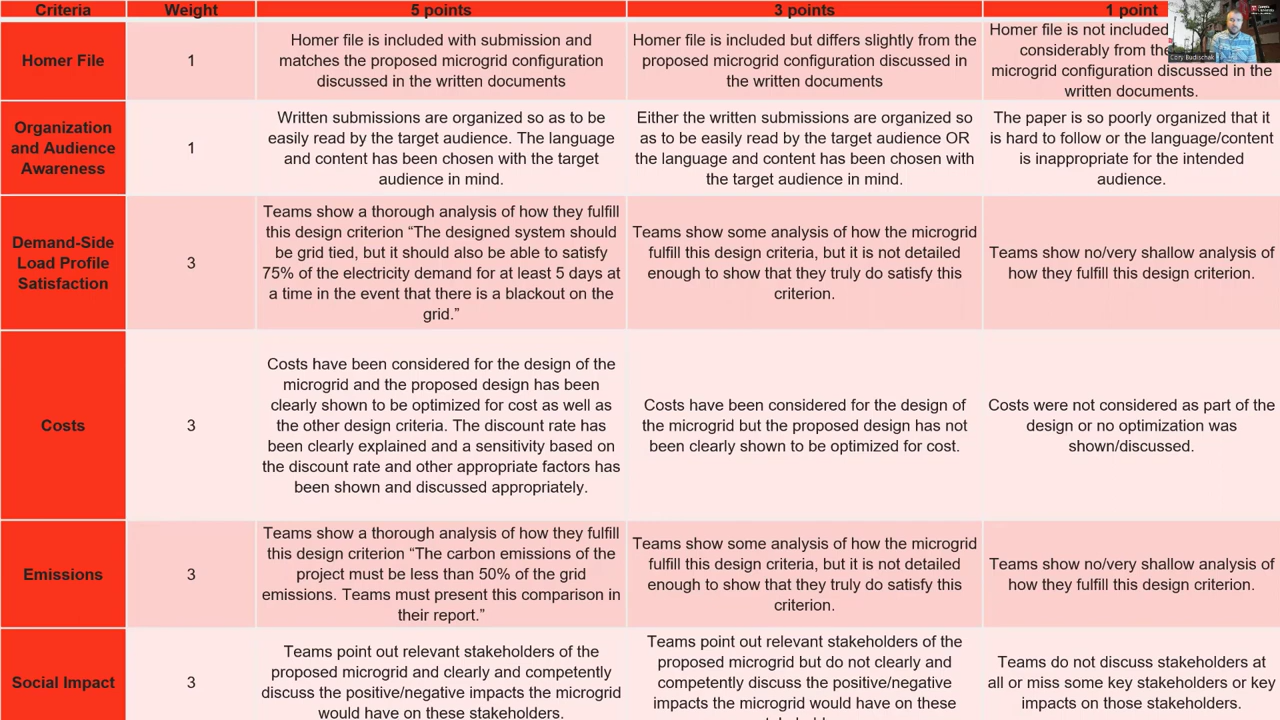 Criteria Weight 5 points 3 points 1 point
Homer File
1
Homer file is included with submission and
matches the proposed microgrid configuration
discussed in the written documents
Homer file is included but differs slightly from the
proposed microgrid configuration discussed in
the written documents
Homer file is not included
considerably from the
microgrid configuration discussed in the
written documents.
Cory Budischak
Organization
and Audience
Awareness
1
Written submissions are organized so as to be
easily read by the target audience. The language
and content has been chosen with the target
audience in mind.
Either the written submissions are organized so
as to be easily read by the target audience OR
the language and content has been chosen with
the target audience in mind.
The paper is so poorly organized that it
is hard to follow or the language/content
is inappropriate for the intended
audience.
Demand-Side
Load Profile
Satisfaction
3
Teams show a thorough analysis of how they fulfill
this design criterion “The designed system should
be grid tied, but it should also be able to satisfy
75% of the electricity demand for at least 5 days at
a time in the event that there is a blackout on the
grid.”
Teams show some analysis of how the microgrid
fulfill this design criteria, but it is not detailed
enough to show that they truly do satisfy this
criterion.
Teams show no/very shallow analysis of
how they fulfill this design criterion.
Costs
3
Costs have been considered for the design of the
microgrid and the proposed design has been
clearly shown to be optimized for cost as well as
the other design criteria. The discount rate has
been clearly explained and a sensitivity based on
the discount rate and other appropriate factors has
been shown and discussed appropriately.
Costs have been considered for the design of
the microgrid but the proposed design has not
been clearly shown to be optimized for cost.
Costs were not considered as part of the
design or no optimization was
shown/discussed.
Emissions
3
Teams show a thorough analysis of how they fulfill
this design criterion “The carbon emissions of the
project must be less than 50% of the grid
emissions. Teams must present this comparison in
their report.”
Teams show some analysis of how the microgrid
fulfill this design criteria, but it is not detailed
enough to show that they truly do satisfy this
criterion.
Teams show no/very shallow analysis of
how they fulfill this design criterion.
Social Impact
3
Teams point out relevant stakeholders of the
proposed microgrid and clearly and competently
discuss the positive/negative impacts the microgrid
would have on these stakeholders.
Teams point out relevant stakeholders of the
proposed microgrid but do not clearly and
competently discuss the positive/negative
impacts the microgrid would have on these
Teams do not discuss stakeholders at
all or miss some key stakeholders or key
impacts on those stakeholders.